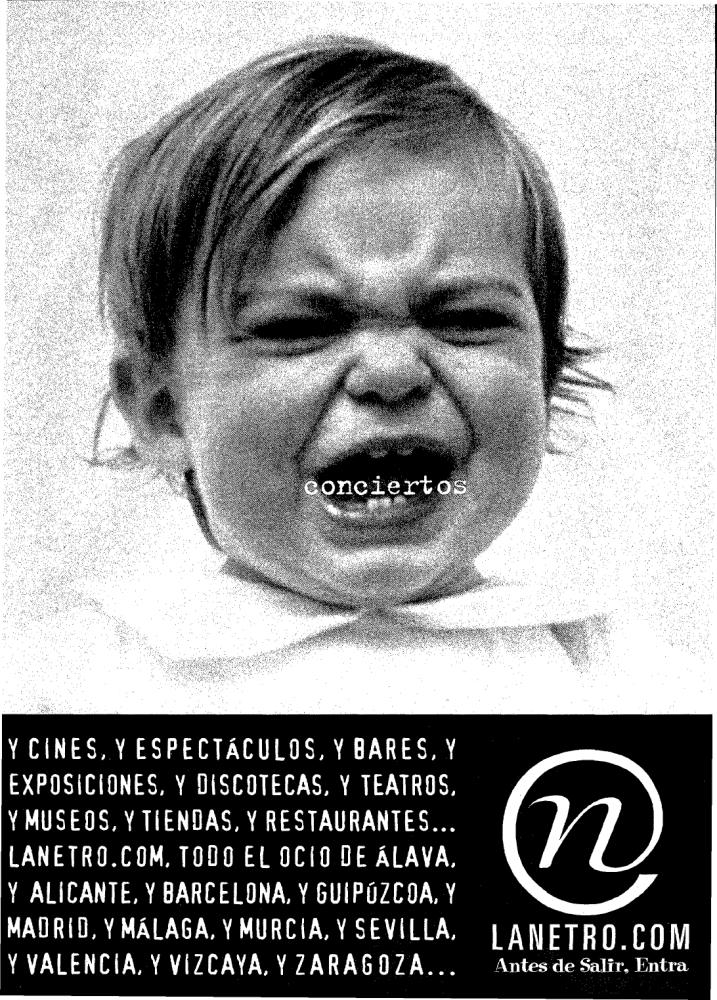 conciertos
Y CINES, Y ESPECTÁCULOS, Y BARES, Y
EXPOSICIONES, Y DISCOTECAS, Y TEATROS,
Y MUSEOS, Y TIENDAS, Y RESTAURANTES...
LANETRO.COM, TODO EL OCIO DE ÁLAVA,
Y ALICANTE, Y BARCELONA, Y GUIPÚZCOA, Y
MADRID, Y MÁLAGA, Y MURCIA, Y SEVILLA,
Y VALENCIA, Y VIZCAYA, Y ZARAGOZA...
n
LANETRO.COM
Antes de Salir, Entra